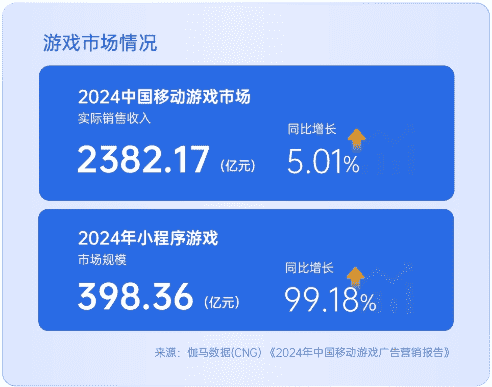 游戏市场情况
2024中国移动游戏市场
实际销售收入
2382.17（亿元）
同比增长
5.01%
2024年小程序游戏
市场规模
398.36（亿元）
同比增长
99.18%
来源：伽马数据(CNG) 《2024年中国移动游戏广告营销报告》